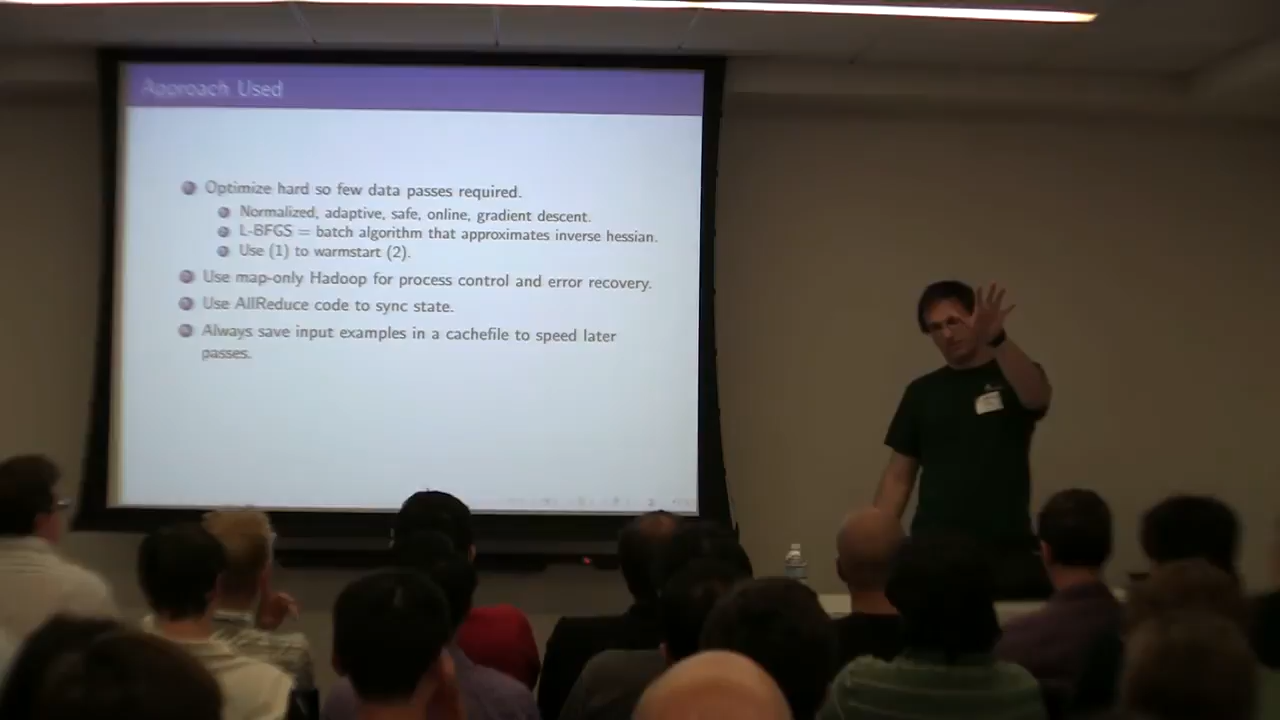 Approach Used
Optimize hard so few data passes required.
Normalized, adaptive, safe, online, gradient descent.
L-BFGS = batch algorithm that approximates inverse hessian.
Use (1) to warmstart (2).
Use map-only Hadoop for process control and error recovery.
Use AllReduce code to sync state.
Always save input examples in a cachefile to speed later
passes.